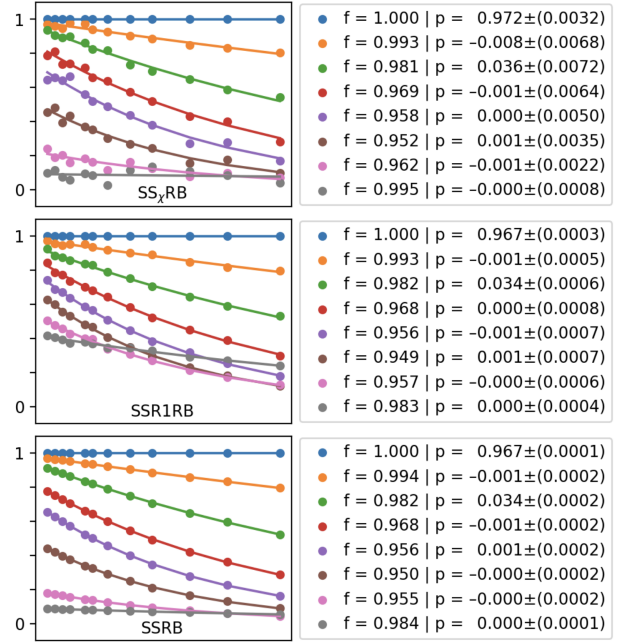 1
0
SSχRB
f = 1.000 | p = 0.972±(0.0032)
f = 0.993 | p = –0.008±(0.0068)
f = 0.981 | p = 0.036±(0.0072)
f = 0.969 | p = –0.001±(0.0064)
f = 0.958 | p = 0.000±(0.0050)
f = 0.952 | p = 0.001±(0.0035)
f = 0.962 | p = –0.001±(0.0022)
f = 0.995 | p = –0.000±(0.0008)
1
0
SSR1RB
f = 1.000 | p = 0.967±(0.0003)
f = 0.993 | p = –0.001±(0.0005)
f = 0.982 | p = 0.034±(0.0006)
f = 0.968 | p = 0.000±(0.0008)
f = 0.956 | p = –0.001±(0.0007)
f = 0.949 | p = 0.001±(0.0007)
f = 0.957 | p = –0.000±(0.0006)
f = 0.983 | p = 0.000±(0.0004)
1
0
SSRB
f = 1.000 | p = 0.967±(0.0001)
f = 0.994 | p = –0.001±(0.0002)
f = 0.982 | p = 0.034±(0.0002)
f = 0.968 | p = –0.001±(0.0002)
f = 0.956 | p = 0.001±(0.0002)
f = 0.950 | p = –0.000±(0.0002)
f = 0.955 | p = –0.000±(0.0002)
f = 0.984 | p = 0.000±(0.0001)